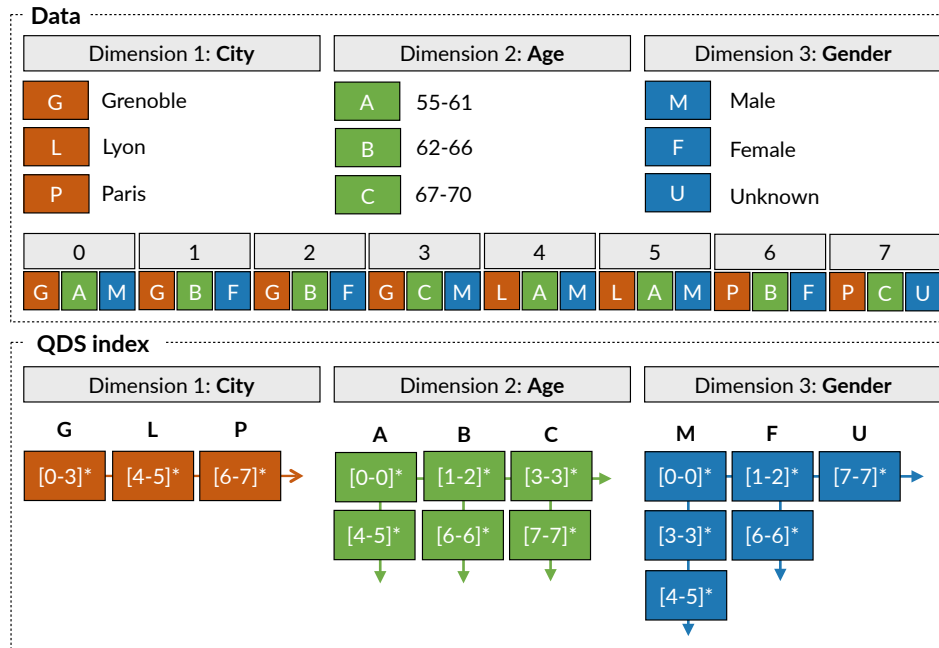 Data
Dimension 1: City Dimension 2: Age Dimension 3: Gender
G Grenoble A 55-61 M Male
L Lyon B 62-66 F Female
P Paris C 67-70 U Unknown
0 1 2 3 4 5 6 7
G A M G B F G B F G C M L A M L A M P B F P C U
QDS index
Dimension 1: City Dimension 2: Age Dimension 3: Gender
G L P A B C M F U
[0-3]* [4-5]* [6-7]* [0-0]* [1-2]* [3-3]* [0-0]* [1-2]* [7-7]*
[4-5]* [6-6]* [7-7]* [3-3]* [6-6]*
[4-5]*